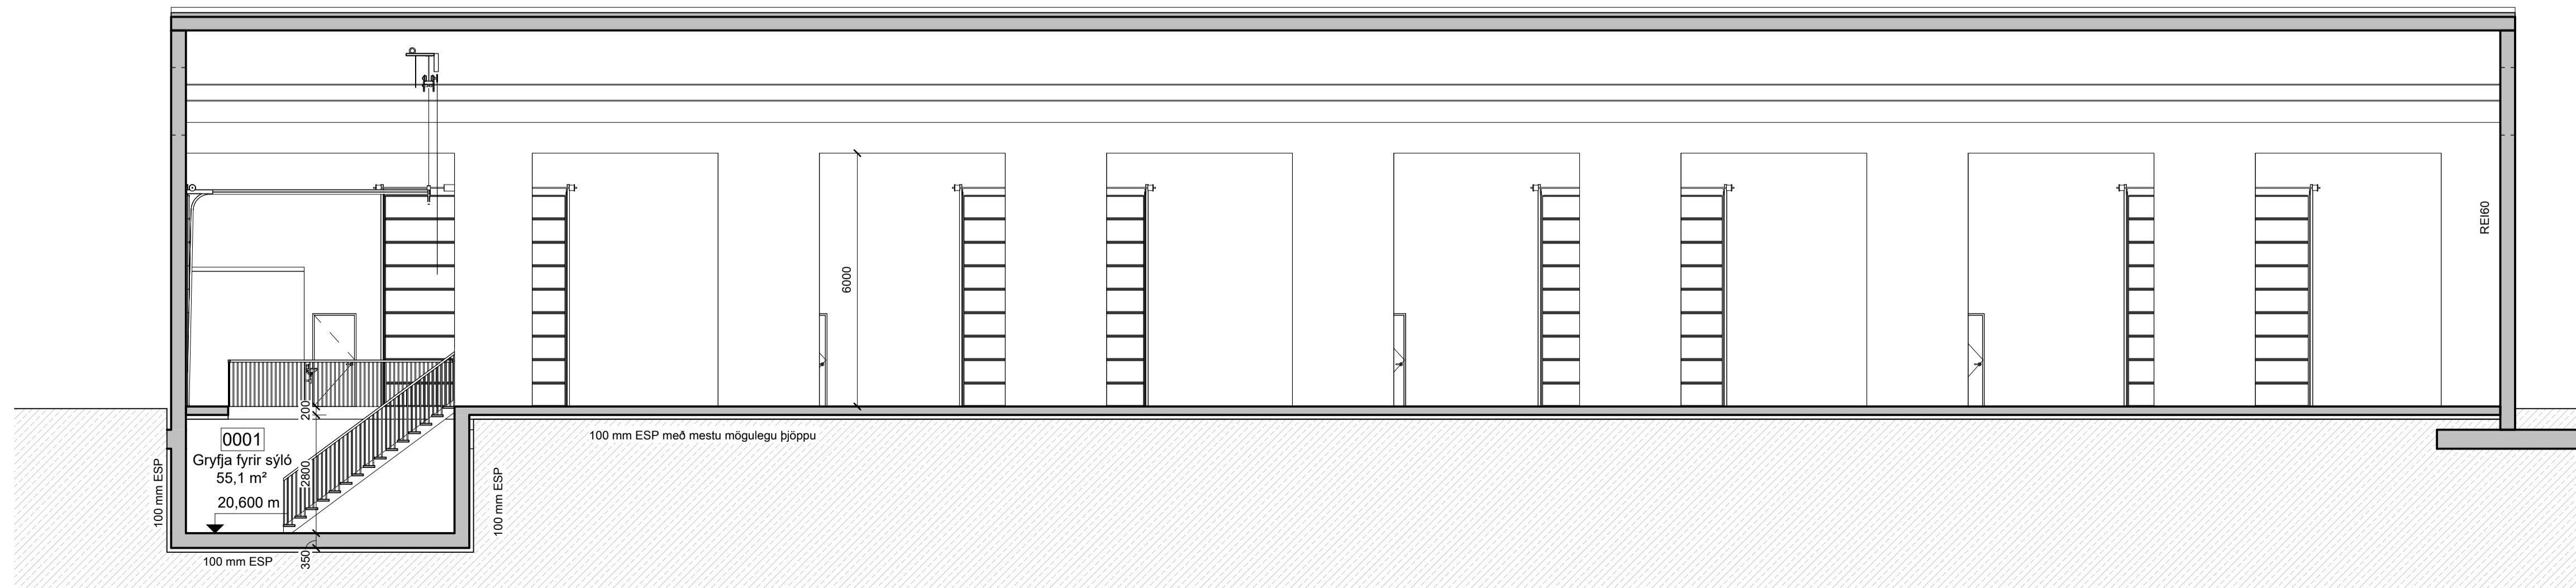 REI60
6000
200
0001
Gryfja fyrir sýló
55,1 m²
20,600 m
2800
100 mm ESP með mestu mögulegu þjöppu
100 mm ESP
100 mm ESP
100 mm ESP
350